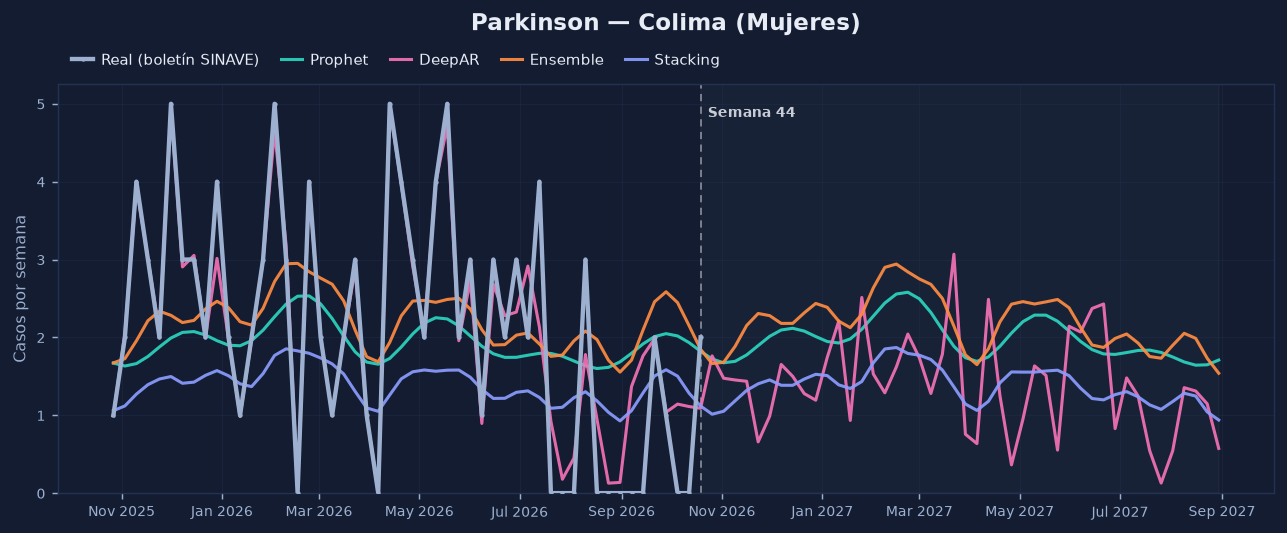 Parkinson — Colima (Mujeres)
Real (boletín SINAVE) Prophet DeepAR Ensemble Stacking
Semana 44
Casos por semana
5
4
3
2
1
0
Nov 2025 Jan 2026 Mar 2026 May 2026 Jul 2026 Sep 2026 Nov 2026 Jan 2027 Mar 2027 May 2027 Jul 2027 Sep 2027